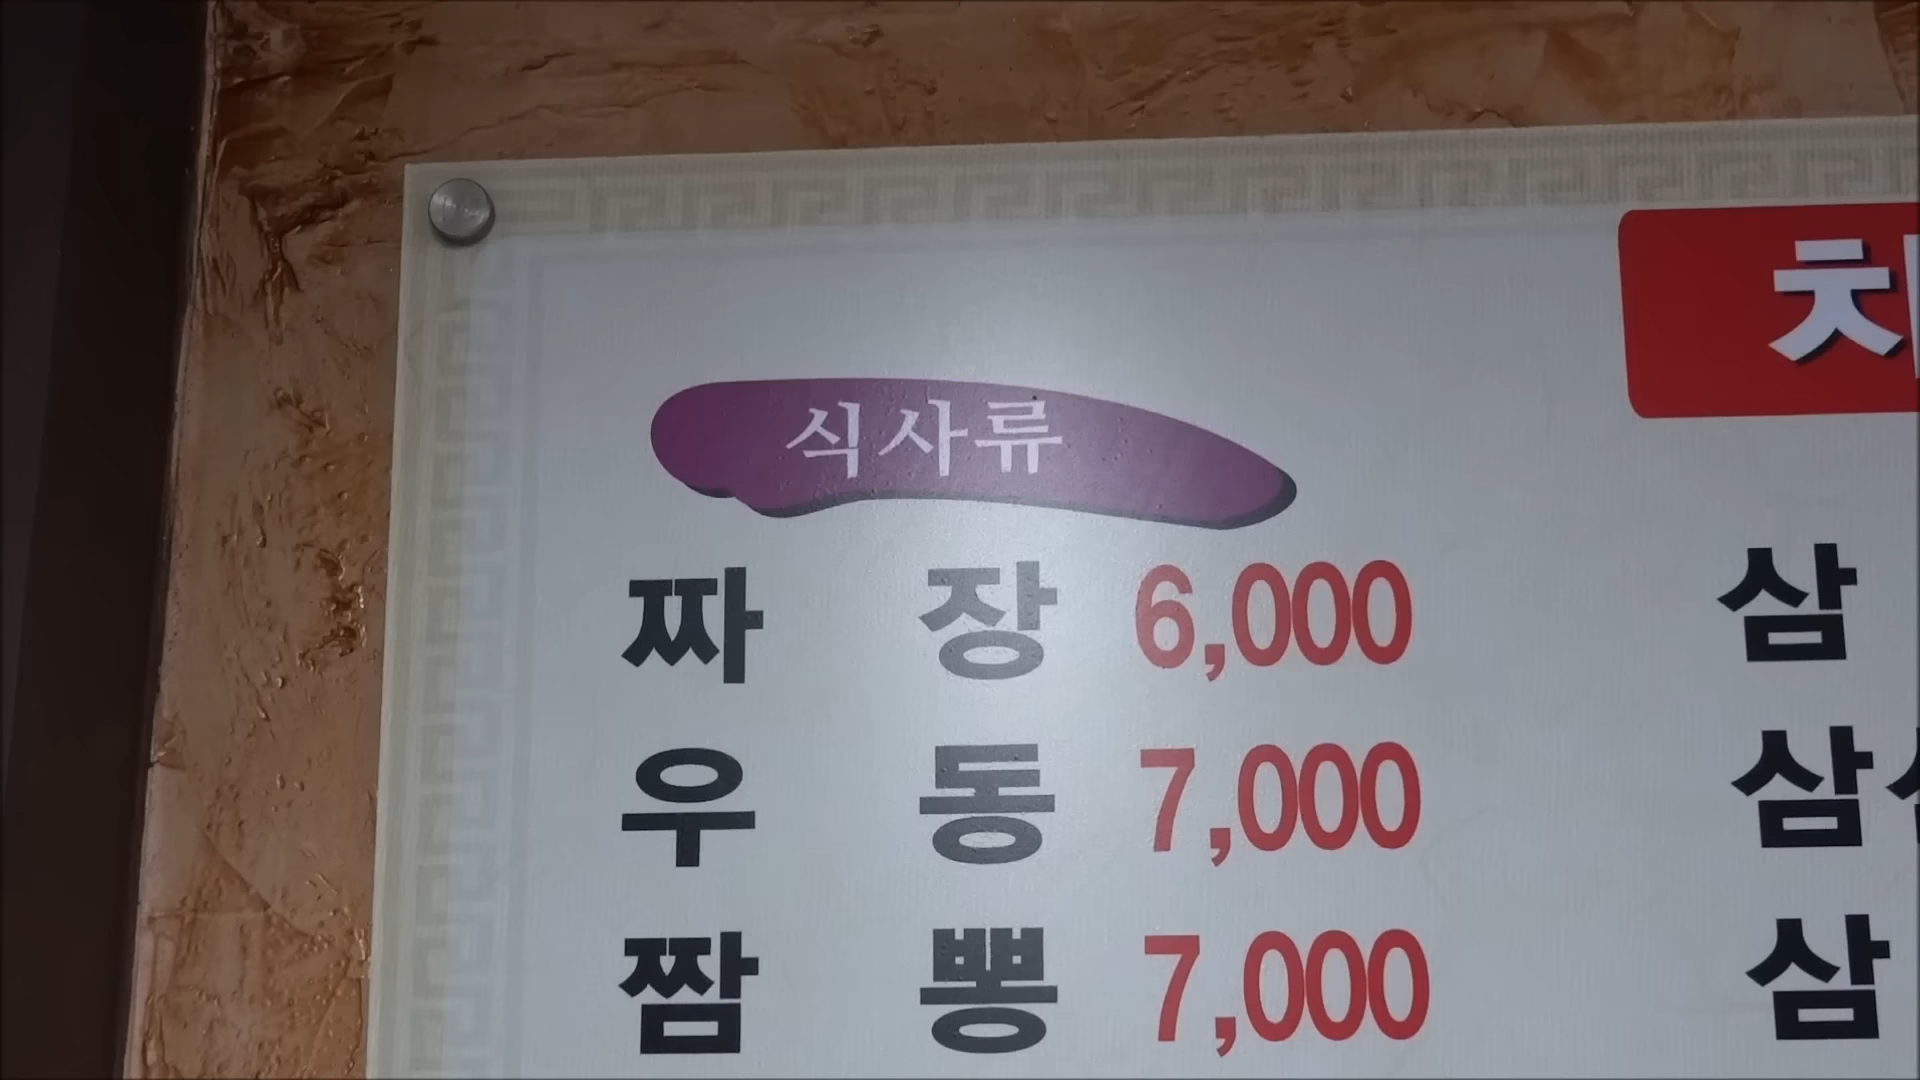 식사류
짜 장 6,000 삼
우 동 7,000 삼
짬 뽕 7,000 삼